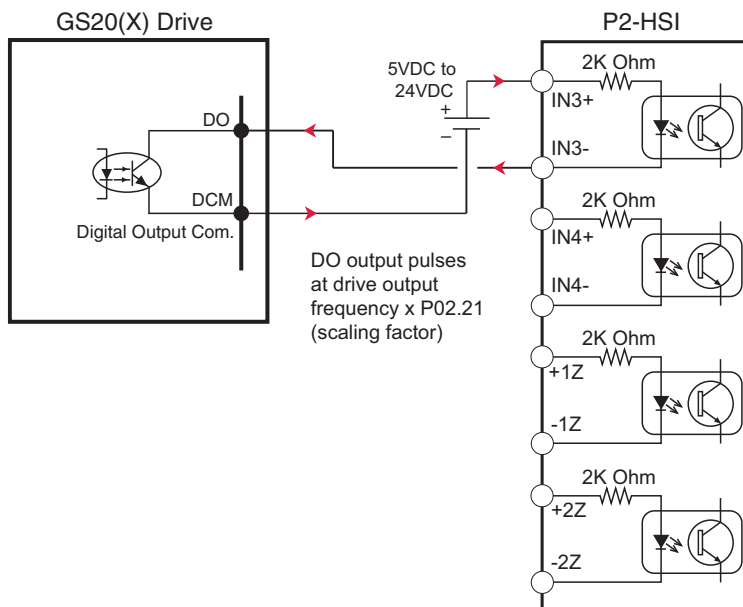 GS20(X) Drive
P2-HSI
5VDC to
24VDC
+
–
DO
DCM
Digital Output Com.
DO output pulses
at drive output
frequency x P02.21
(scaling factor)
2K Ohm
IN3+
IN3-
2K Ohm
IN4+
IN4-
2K Ohm
+1Z
-1Z
2K Ohm
+2Z
-2Z